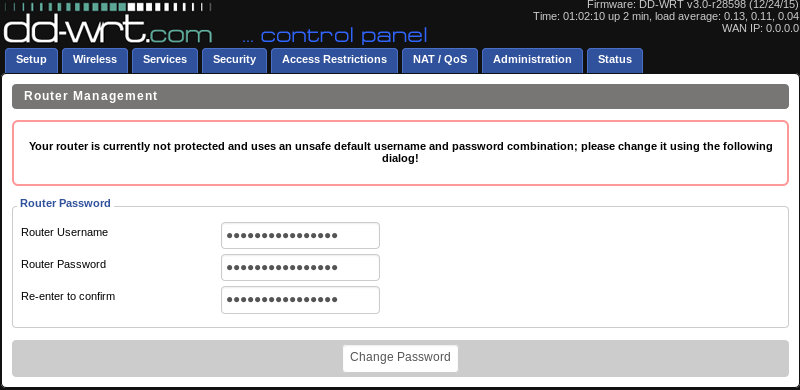 Firmware: DD-WRT v3.0-r28598 (12/24/15)
Time: 01:02:10 up 2 min, load average: 0.13, 0.11, 0.04
WAN IP: 0.0.0.0
dd-wrt.com ... control panel
Setup Wireless Services Security Access Restrictions NAT / QoS Administration Status
Router Management
Your router is currently not protected and uses an unsafe default username and password combination; please change it using the following
dialog!
Router Password
Router Username ●●●●●●●●●●●●●●●●
Router Password ●●●●●●●●●●●●●●●●
Re-enter to confirm ●●●●●●●●●●●●●●●●
Change Password